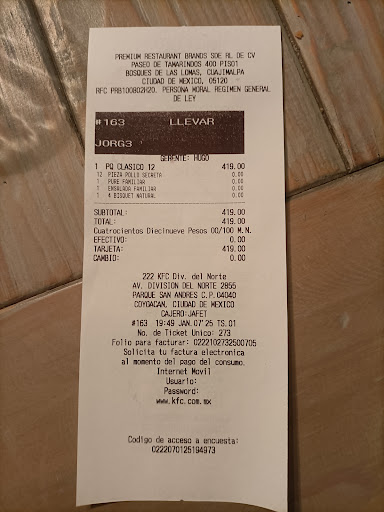 PREMIUM RESTAURANT BRANDS SDE RL DE CV
PASEO DE TAMARINDOS 400 PISO1
BOSQUES DE LAS LOMAS, CUAJIMALPA
CIUDAD DE MEXICO, 05120
RFC PRB100802H20. PERSONA MORAL REGIMEN GENERAL
DE LEY
#163 LLEVAR
JORG3
GERENTE: HUGO
1 PQ CLASICO 12 419.00
12 PIEZA POLLO SECRETA 0.00
1 PURE FAMILIAR 0.00
1 ENSALADA FAMILIAR 0.00
1 4 BISQUET NATURAL 0.00
SUBTOTAL: 419.00
TOTAL: 419.00
Cuatrocientos Diecinueve Pesos 00/100 M.N.
EFECTIVO: 0.00
TARJETA: 419.00
CAMBIO: 0.00
222 KFC Div. del Norte
AV. DIVISION DEL NORTE 2855
PARQUE SAN ANDRES C.P.04040
COYOACAN, CIUDAD DE MEXICO
CAJERO:JAFET
#163 19:49 JAN.07'25 TS.01
No. de Ticket Unico: 273
Folio para facturar: 0222102732500705
Solicita tu factura electronica
al momento del pago del consumo.
Internet Movil
Usuario:
Password:
www.kfc.com.mx
Codigo de acceso a encuesta:
0222070125194973